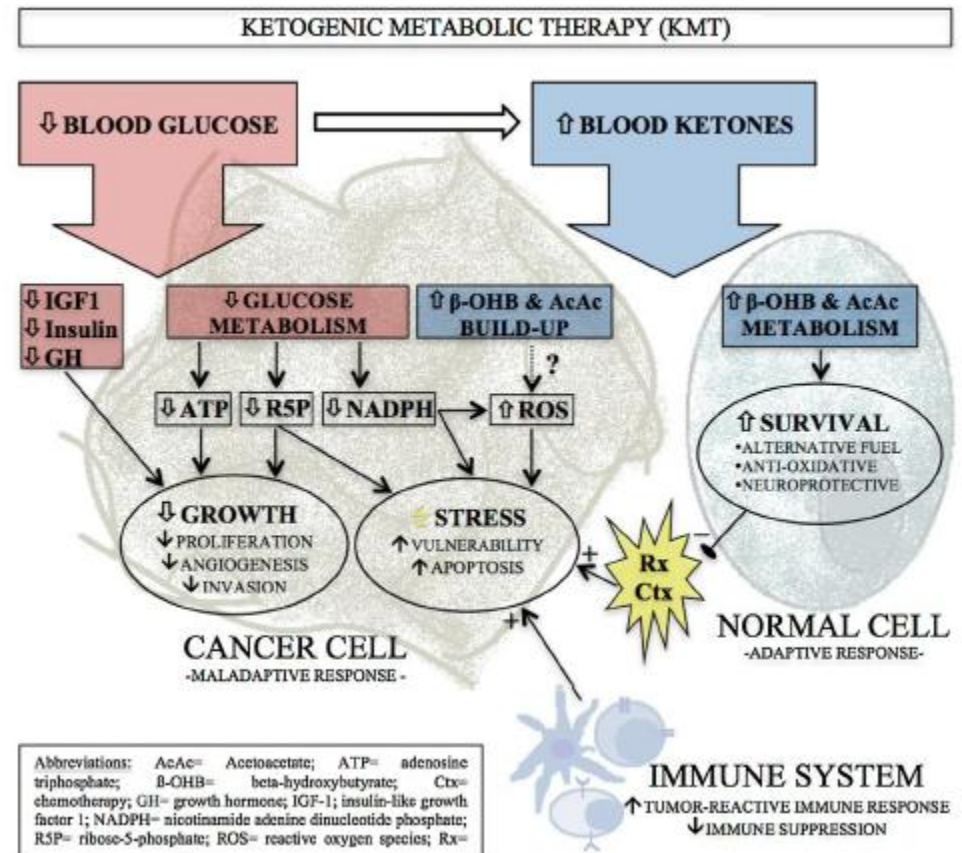 KETOGENIC METABOLIC THERAPY (KMT)
⇩ BLOOD GLUCOSE
⇧ BLOOD KETONES
⇩ IGF1
⇩ Insulin
⇩ GH
⇩ GLUCOSE
METABOLISM
⇧ β-OHB & AcAc
BUILD-UP
⇧ β-OHB & AcAc
METABOLISM
?
⇩ ATP
⇩ R5P
⇩ NADPH
⇧ ROS
⇧ SURVIVAL
•ALTERNATIVE FUEL
•ANTI-OXIDATIVE
•NEUROPROTECTIVE
⇩ GROWTH
↓ PROLIFERATION
↓ ANGIOGENESIS
↓ INVASION
STRESS
↑ VULNERABILITY
↑ APOPTOSIS
+
Rx
Ctx
−
+
CANCER CELL
-MALADAPTIVE RESPONSE -
NORMAL CELL
-ADAPTIVE RESPONSE-
IMMUNE SYSTEM
↑ TUMOR-REACTIVE IMMUNE RESPONSE
↓ IMMUNE SUPPRESSION
Abbreviations: AcAc= Acetoacetate; ATP= adenosine
triphosphate; ß-OHB= beta-hydroxybutyrate; Ctx=
chemotherapy; GH= growth hormone; IGF-1; insulin-like growth
factor 1; NADPH= nicotinamide adenine dinucleotide phosphate;
R5P= ribose-5-phosphate; ROS= reactive oxygen species; Rx=